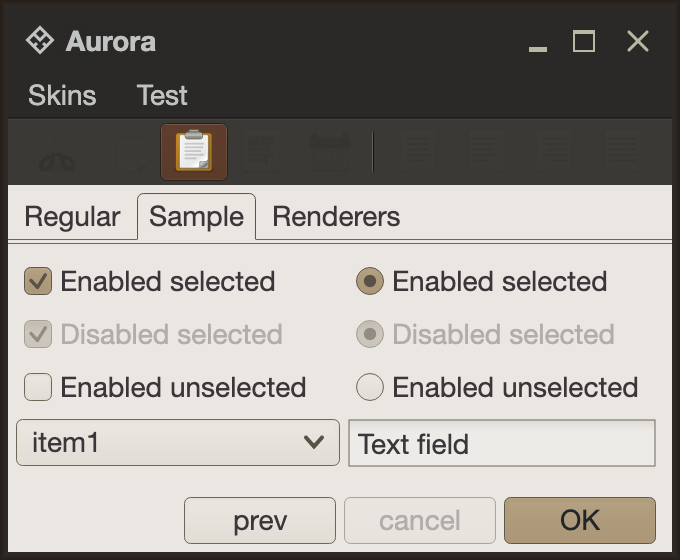 Aurora
Skins Test
Regular Sample Renderers
Enabled selected Enabled selected
Disabled selected Disabled selected
Enabled unselected Enabled unselected
item1 Text field
prev cancel OK